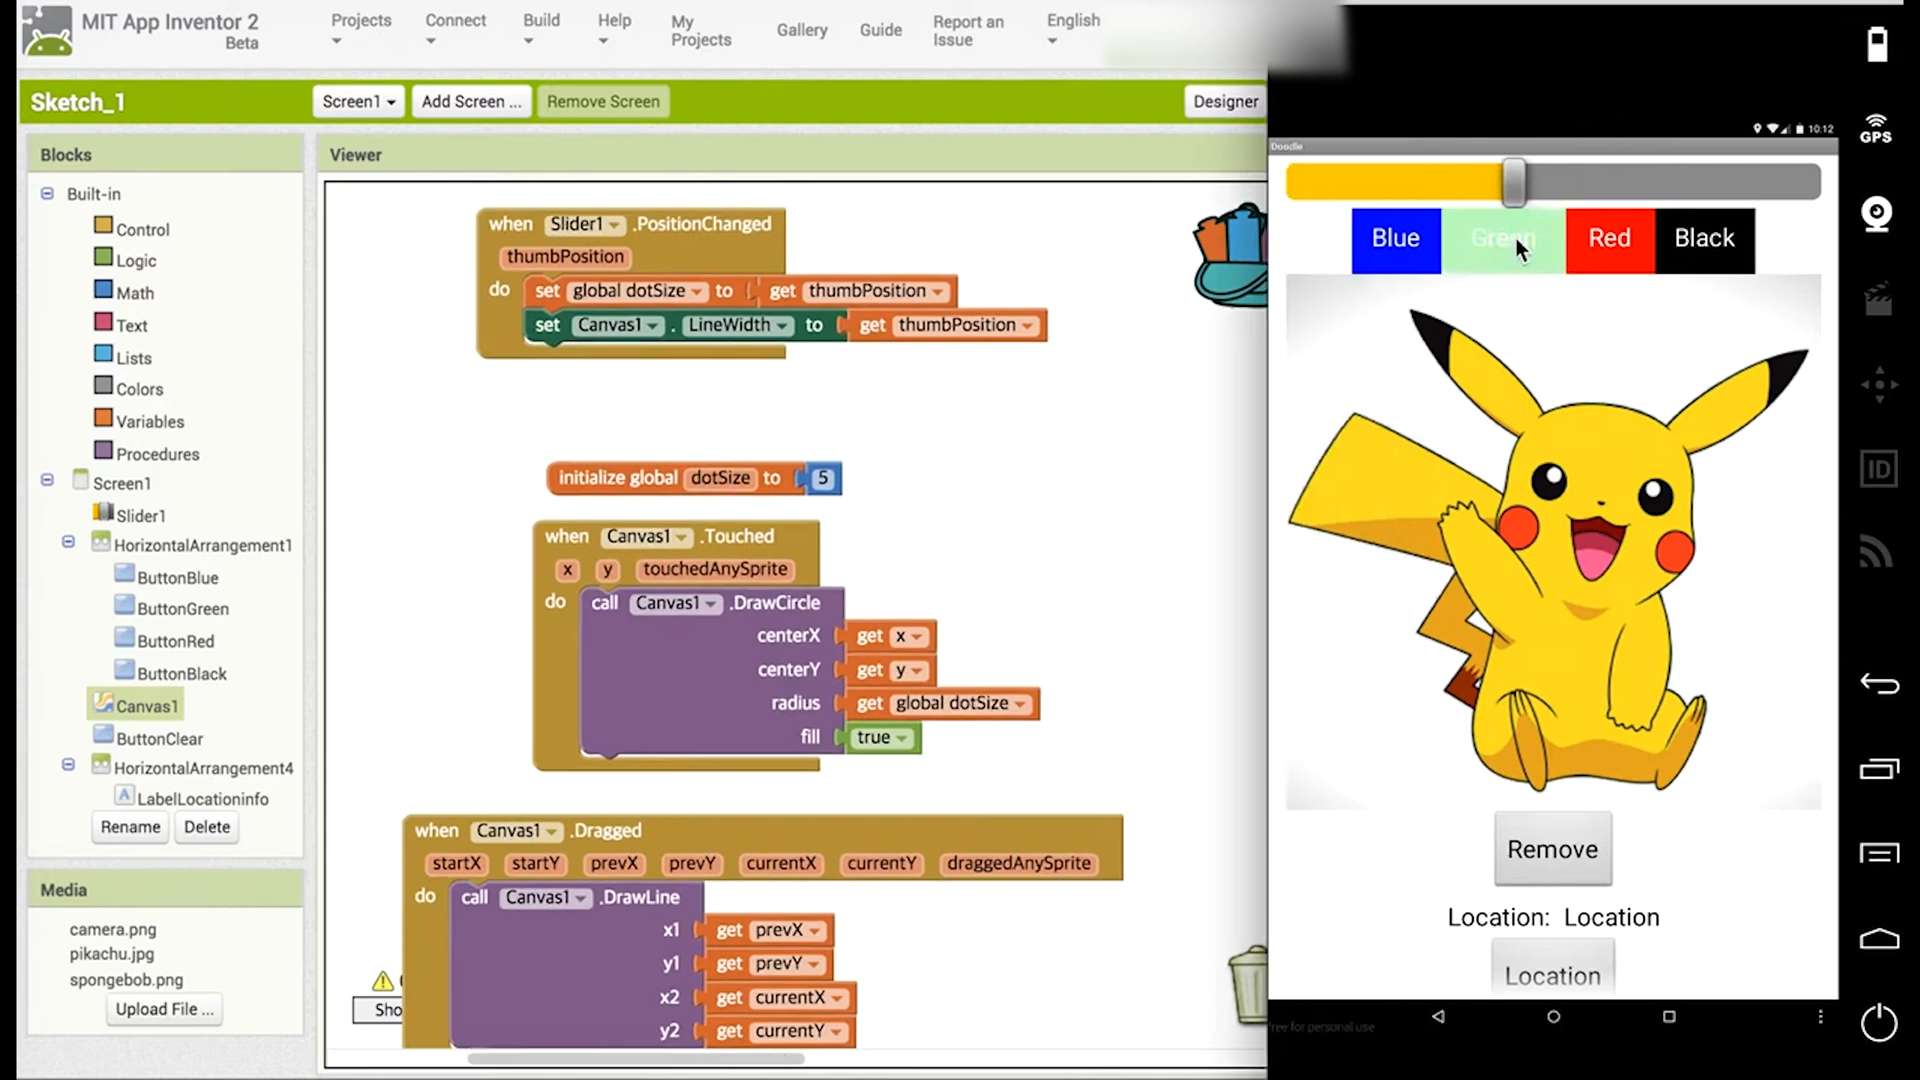 MIT App Inventor 2
Beta
Projects
Connect
Build
Help
My
Projects
Gallery
Guide
Report an
Issue
English
Sketch_1
Screen1
Add Screen ...
Remove Screen
Designer
Blocks
Built-in
Control
Logic
Math
Text
Lists
Colors
Variables
Procedures
Screen1
Slider1
HorizontalArrangement1
ButtonBlue
ButtonGreen
ButtonRed
ButtonBlack
Canvas1
ButtonClear
HorizontalArrangement4
LabelLocationinfo
Rename
Delete
Media
camera.png
pikachu.jpg
spongebob.png
Upload File ...
Viewer
when Slider1 .PositionChanged
thumbPosition
do set global dotSize to get thumbPosition
set Canvas1 . LineWidth to get thumbPosition
initialize global dotSize to 5
when Canvas1 .Touched
x y touchedAnySprite
do call Canvas1 .DrawCircle
centerX get x
centerY get y
radius get global dotSize
fill true
when Canvas1 .Dragged
startX startY prevX prevY currentX currentY draggedAnySprite
do call Canvas1 .DrawLine
x1 get prevX
y1 get prevY
x2 get currentX
y2 get currentY
Sho
10:12
Doodle
Blue
Green
Red
Black
Remove
Location: Location
Location
free for personal use
GPS
ID